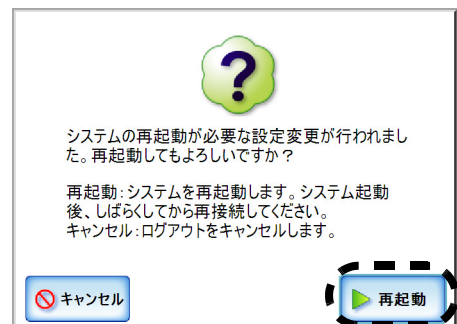 システムの再起動が必要な設定変更が行われまし
た。再起動してもよろしいですか？
再起動：システムを再起動します。システム起動
後、しばらくしてから再接続してください。
キャンセル：ログアウトをキャンセルします。
キャンセル
再起動